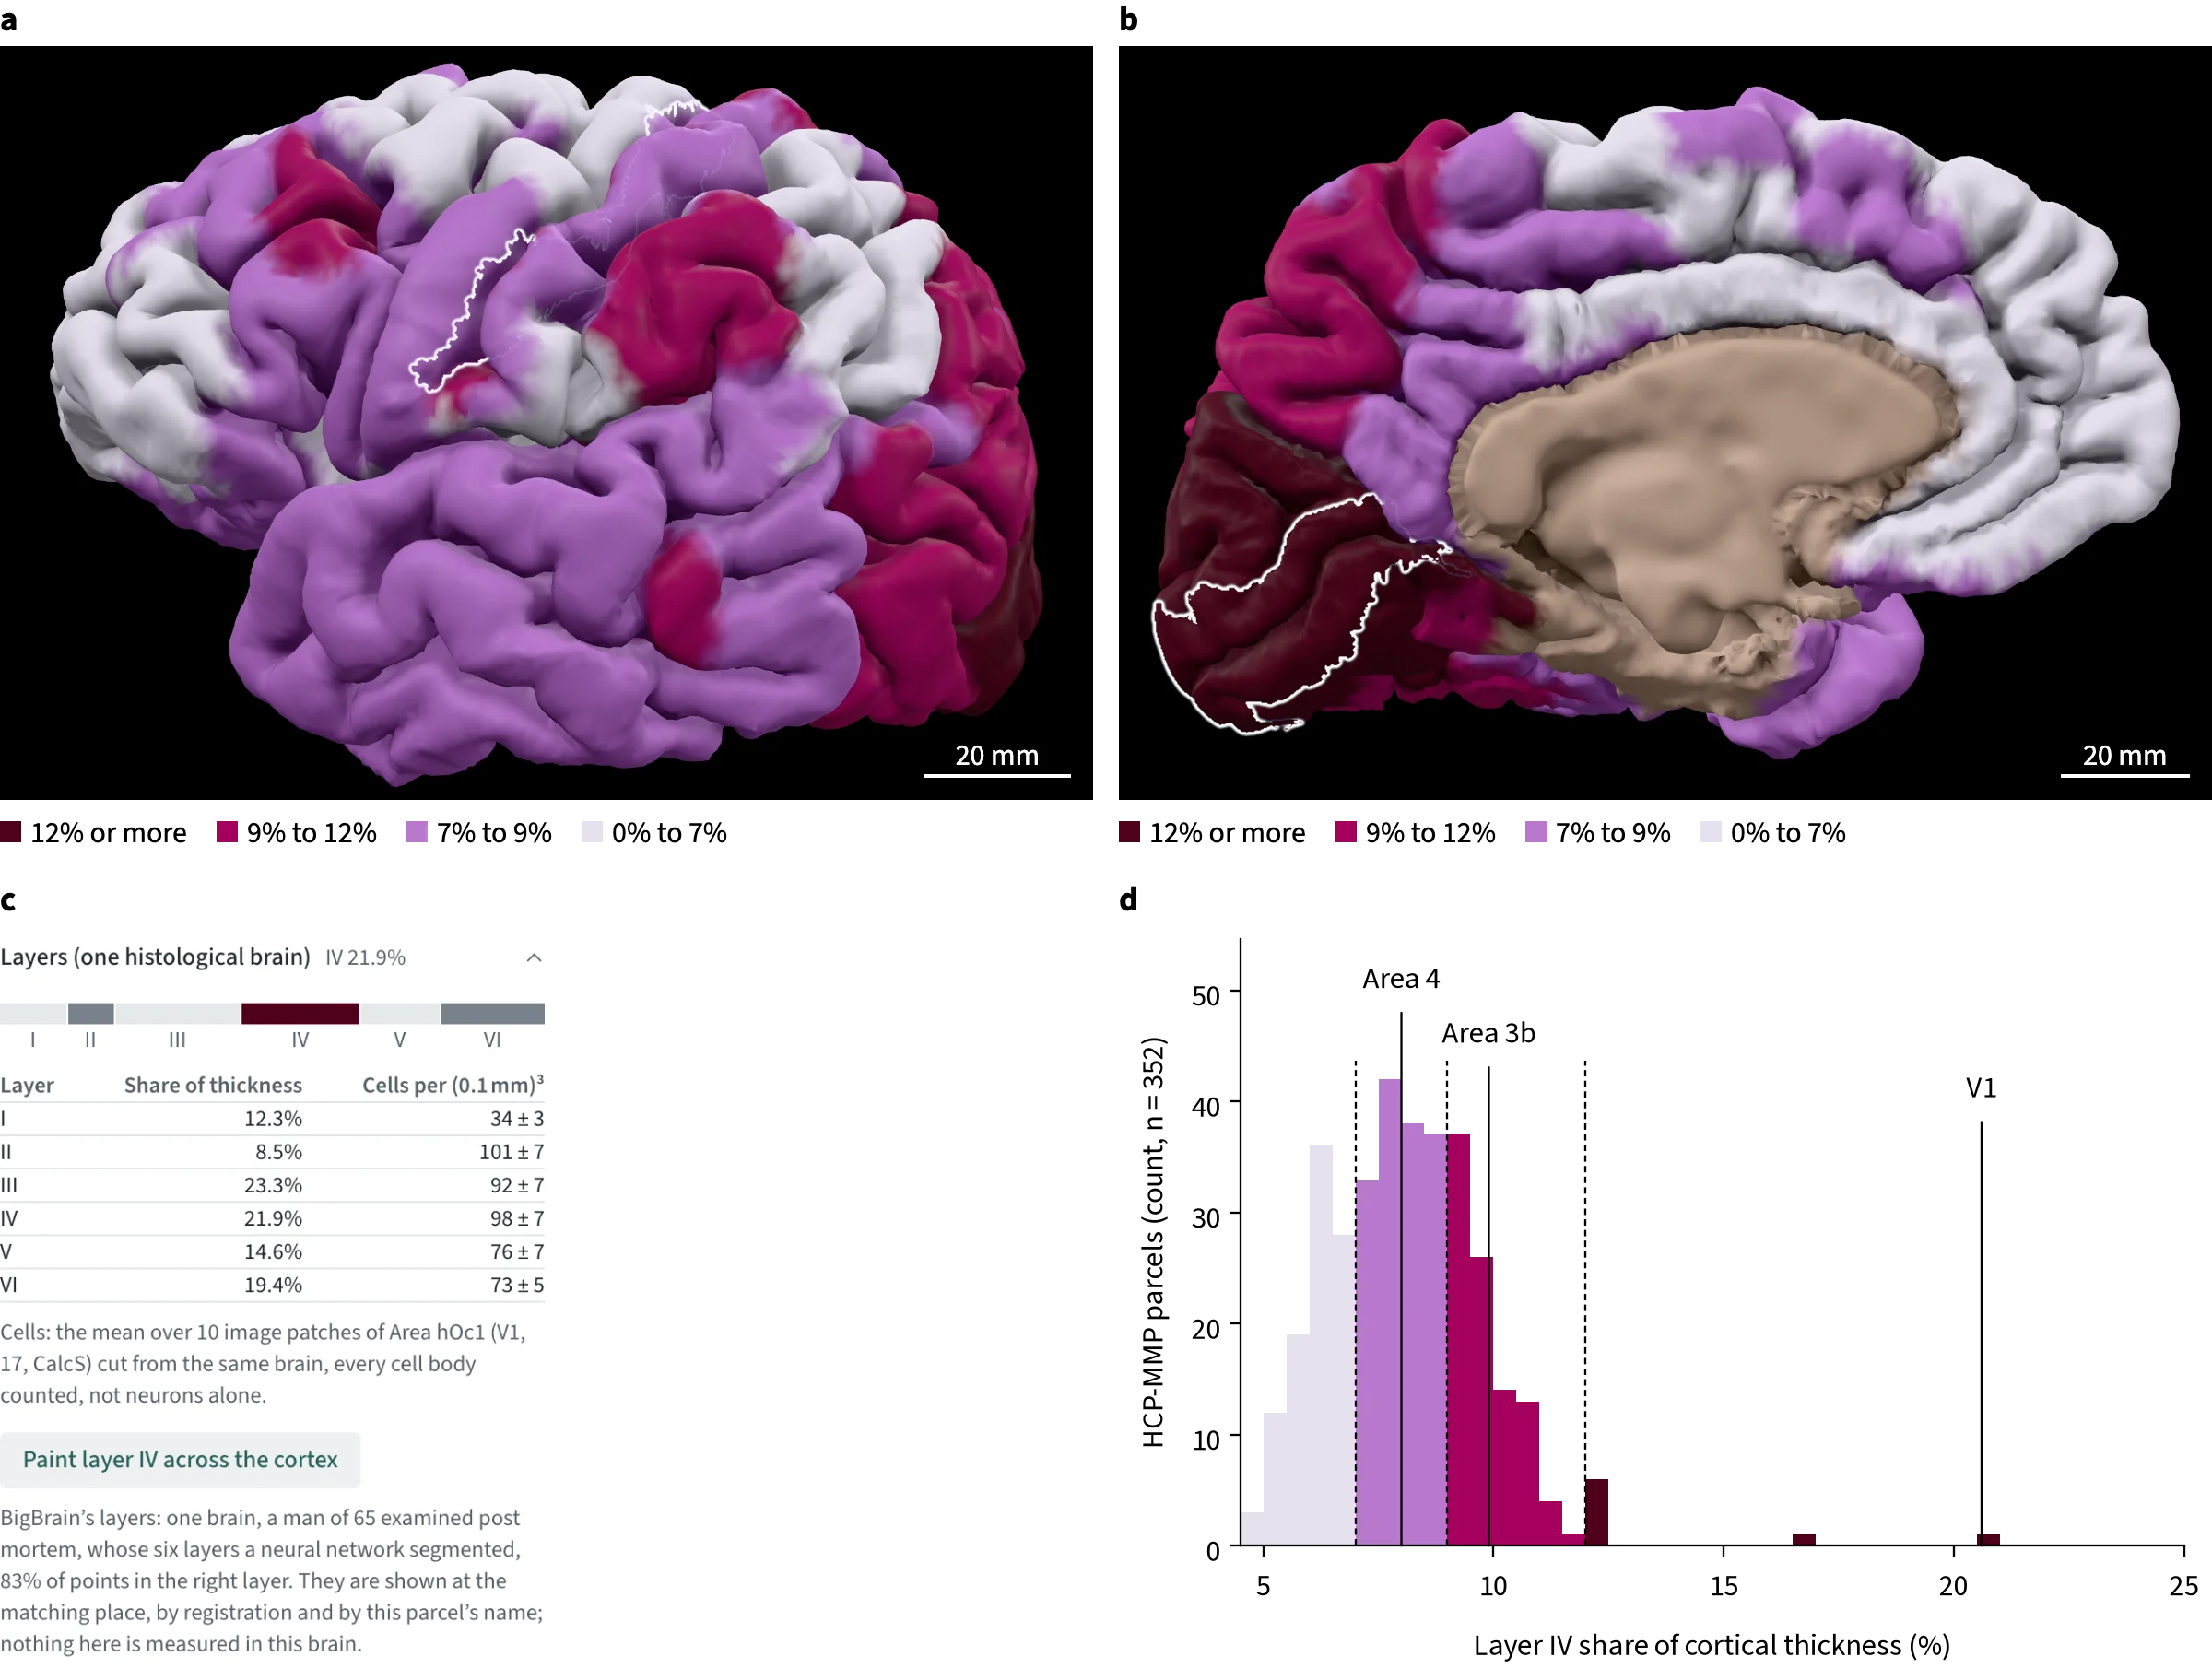 a
20 mm
12% or more 9% to 12% 7% to 9% 0% to 7%
b
20 mm
12% or more 9% to 12% 7% to 9% 0% to 7%
c
Layers (one histological brain) IV 21.9%
I II III IV V VI
Layer Share of thickness Cells per (0.1 mm)³
I 12.3% 34 ± 3
II 8.5% 101 ± 7
III 23.3% 92 ± 7
IV 21.9% 98 ± 7
V 14.6% 76 ± 7
VI 19.4% 73 ± 5
Cells: the mean over 10 image patches of Area hOc1 (V1,
17, CalcS) cut from the same brain, every cell body
counted, not neurons alone.
Paint layer IV across the cortex
BigBrain’s layers: one brain, a man of 65 examined post
mortem, whose six layers a neural network segmented,
83% of points in the right layer. They are shown at the
matching place, by registration and by this parcel’s name;
nothing here is measured in this brain.
d
HCP-MMP parcels (count, n = 352)
50
40
30
20
10
0
Area 4
Area 3b
V1
5 10 15 20 25
Layer IV share of cortical thickness (%)